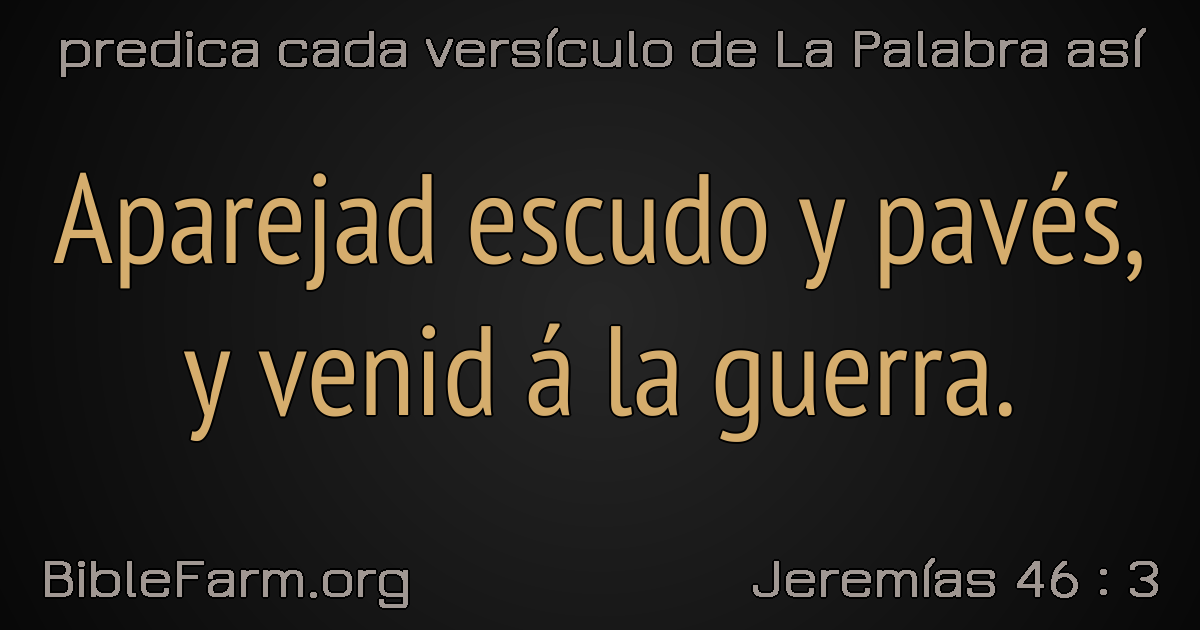 predica cada versículo de La Palabra así
Aparejad escudo y pavés,
y venid á la guerra.
BibleFarm.org
Jeremías 46 : 3